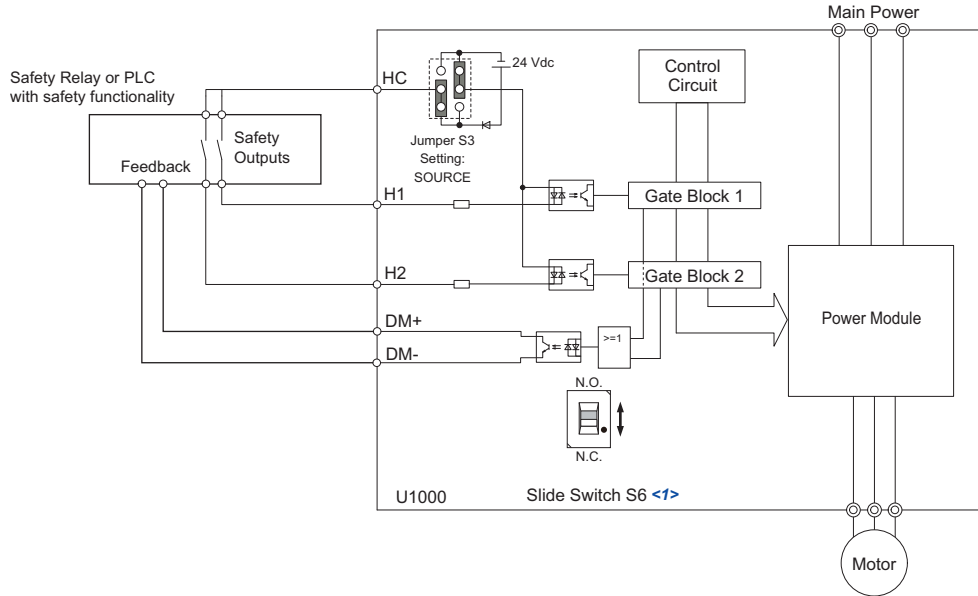 Main Power
Safety Relay or PLC
with safety functionality
HC
24 Vdc
Control
Circuit
Safety
Outputs
Feedback
Jumper S3
Setting:
SOURCE
H1
Gate Block 1
H2
Gate Block 2
DM+
DM-
>=1
Power Module
N.O.
N.C.
U1000
Slide Switch S6 <1>
Motor